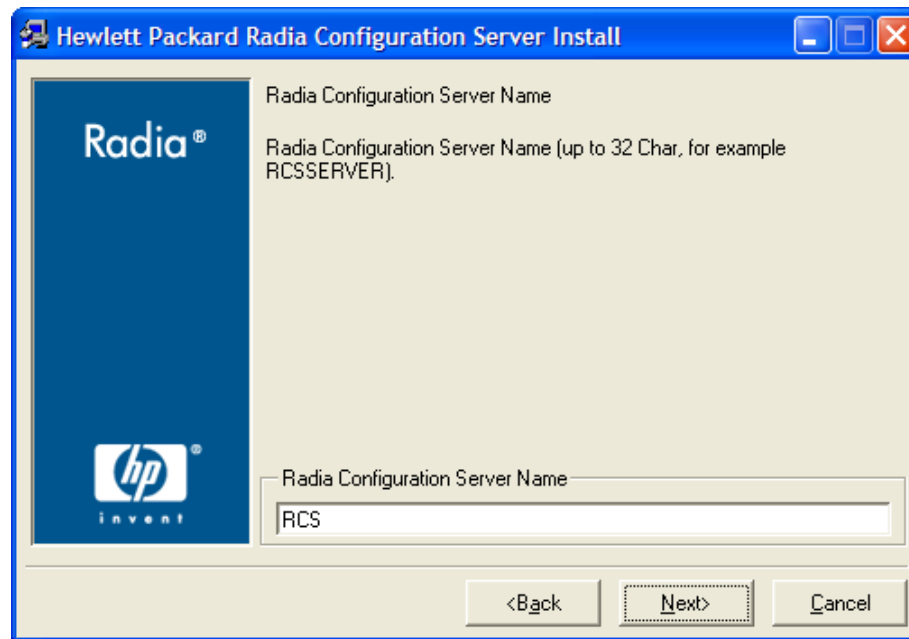 Hewlett Packard Radia Configuration Server Install
Radia®
Radia Configuration Server Name
Radia Configuration Server Name (up to 32 Char, for example
RCSSERVER).
hp®
invent
Radia Configuration Server Name
RCS
<Back
Next>
Cancel